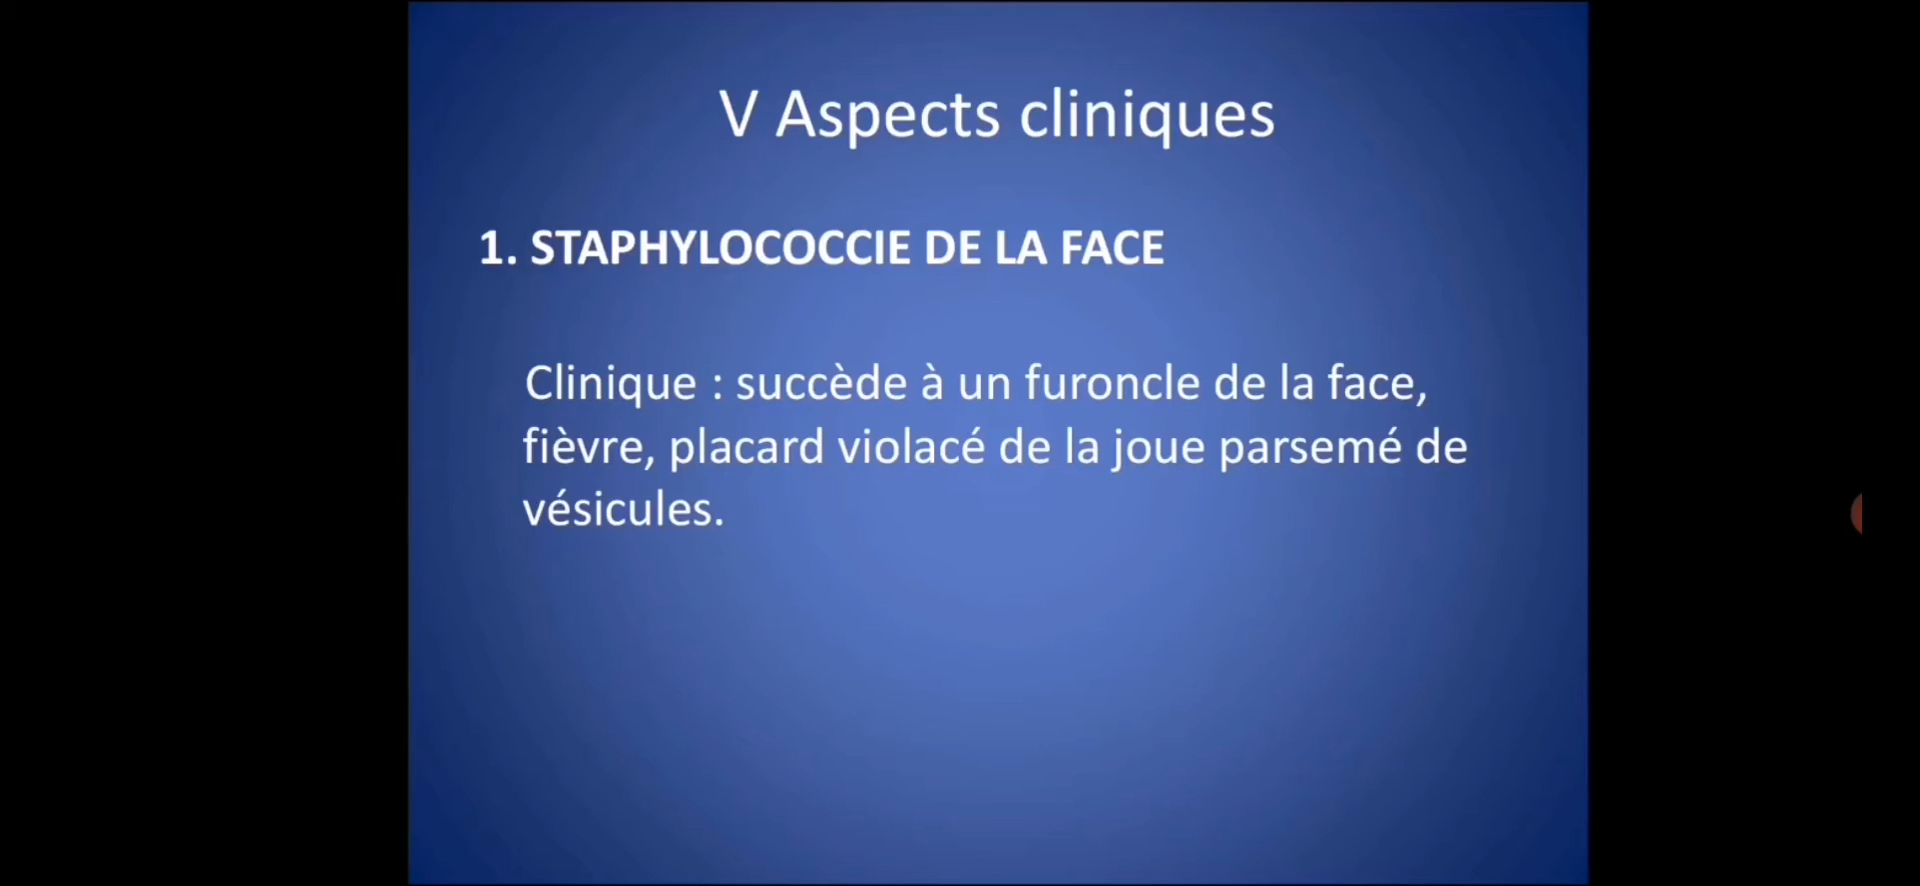 V Aspects cliniques
1. STAPHYLOCOCCIE DE LA FACE
Clinique : succède à un furoncle de la face,
fièvre, placard violacé de la joue parsemé de
vésicules.